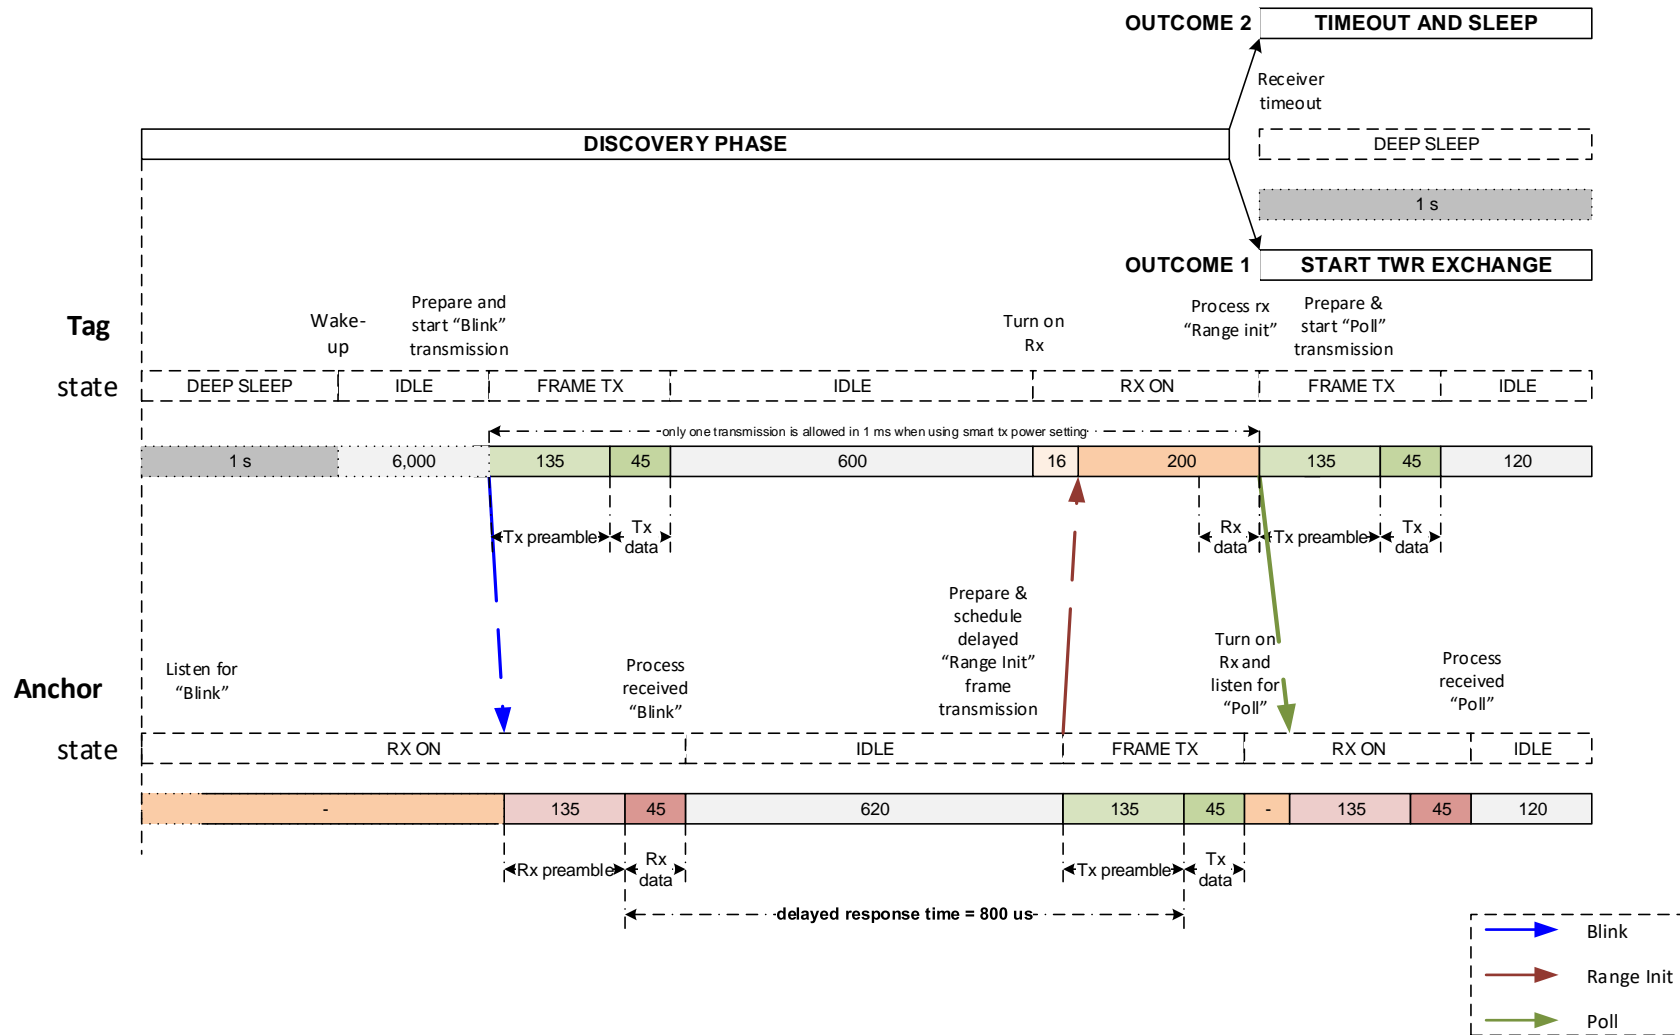 OUTCOME 2
TIMEOUT AND SLEEP
Receiver
timeout
DISCOVERY PHASE
DEEP SLEEP
1 s
OUTCOME 1
START TWR EXCHANGE
Tag
Wake-
up
Prepare and
start “Blink”
transmission
Turn on
Rx
Process rx
“Range init”
Prepare &
start “Poll”
transmission
state
DEEP SLEEP
IDLE
FRAME TX
IDLE
RX ON
FRAME TX
IDLE
only one transmission is allowed in 1 ms when using smart tx power setting
1 s
6,000
135
45
600
16
200
135
45
120
Tx preamble
Tx
data
Rx
data
Tx preamble
Tx
data
Anchor
Listen for
“Blink”
Process
received
“Blink”
Prepare &
schedule
delayed
“Range Init”
frame
transmission
Turn on
Rx and
listen for
“Poll”
Process
received
“Poll”
state
RX ON
IDLE
FRAME TX
RX ON
IDLE
-
135
45
620
135
45
-
135
45
120
Rx preamble
Rx
data
Tx preamble
Tx
data
delayed response time = 800 us
Blink
Range Init
Poll